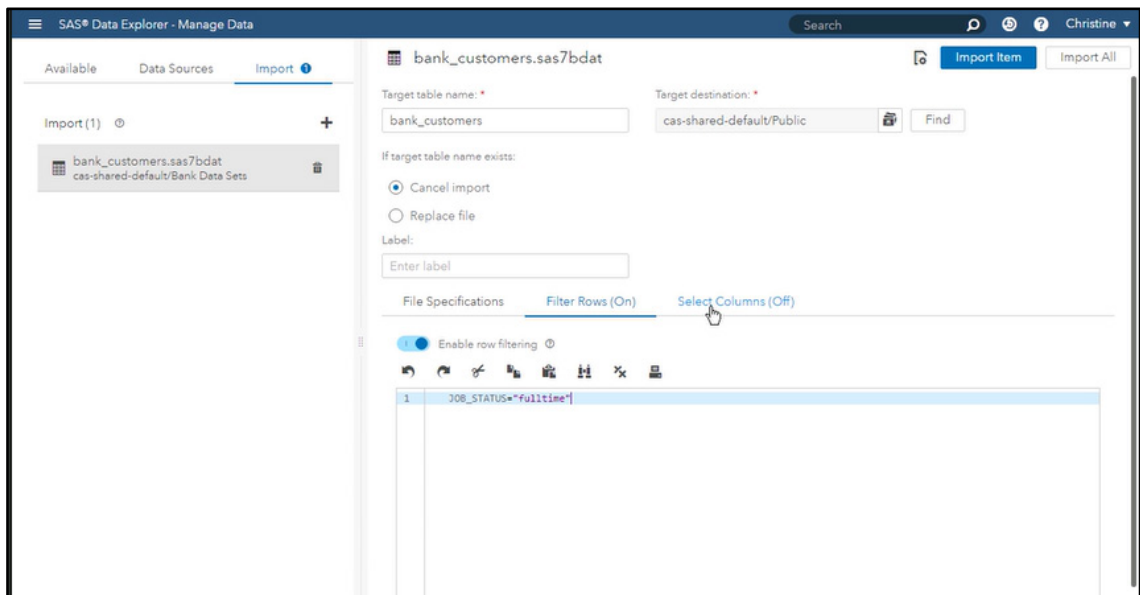 SAS® Data Explorer - Manage Data
Search
Christine
Available
Data Sources
Import 1
Import (1)
bank_customers.sas7bdat
cas-shared-default/Bank Data Sets
bank_customers.sas7bdat
Import Item
Import All
Target table name: *
Target destination: *
bank_customers
cas-shared-default/Public
Find
If target table name exists:
Cancel import
Replace file
Label:
Enter label
File Specifications
Filter Rows (On)
Select Columns (Off)
Enable row filtering
1 JOB_STATUS="fulltime"